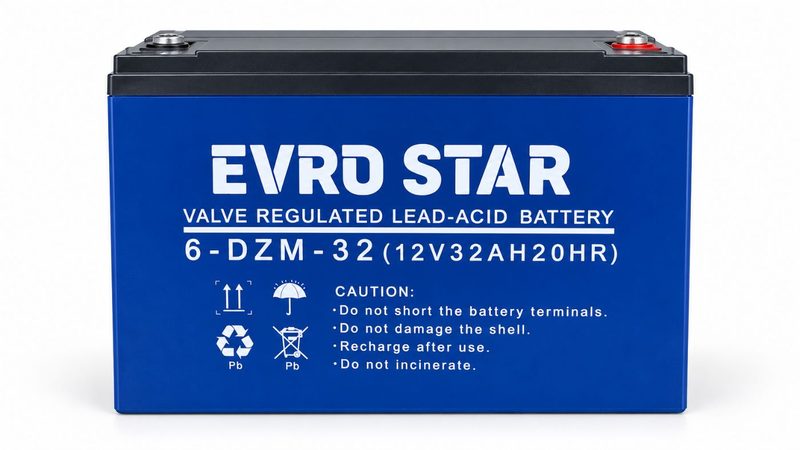 EVRO STAR
VALVE REGULATED LEAD-ACID BATTERY
6-DZM-32 (12V32AH20HR)
CAUTION:
·Do not short the battery terminals.
·Do not damage the shell.
·Recharge after use.
·Do not incinerate.
Pb
Pb